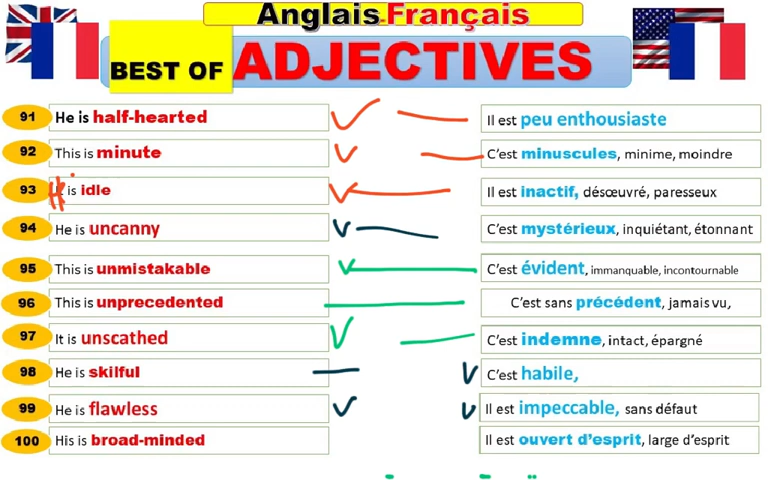 Anglais-Français
BEST OF ADJECTIVES
91 He is half-hearted Il est peu enthousiaste
92 This is minute C'est minuscules, minime, moindre
93 is idle Il est inactif, désœuvré, paresseux
94 He is uncanny C'est mystérieux, inquiétant, étonnant
95 This is unmistakable C'est évident, immanquable, incontournable
96 This is unprecedented C'est sans précédent, jamais vu,
97 It is unscathed C'est indemne, intact, épargné
98 He is skilful C'est habile,
99 He is flawless Il est impeccable, sans défaut
100 His is broad-minded Il est ouvert d'esprit, large d'esprit